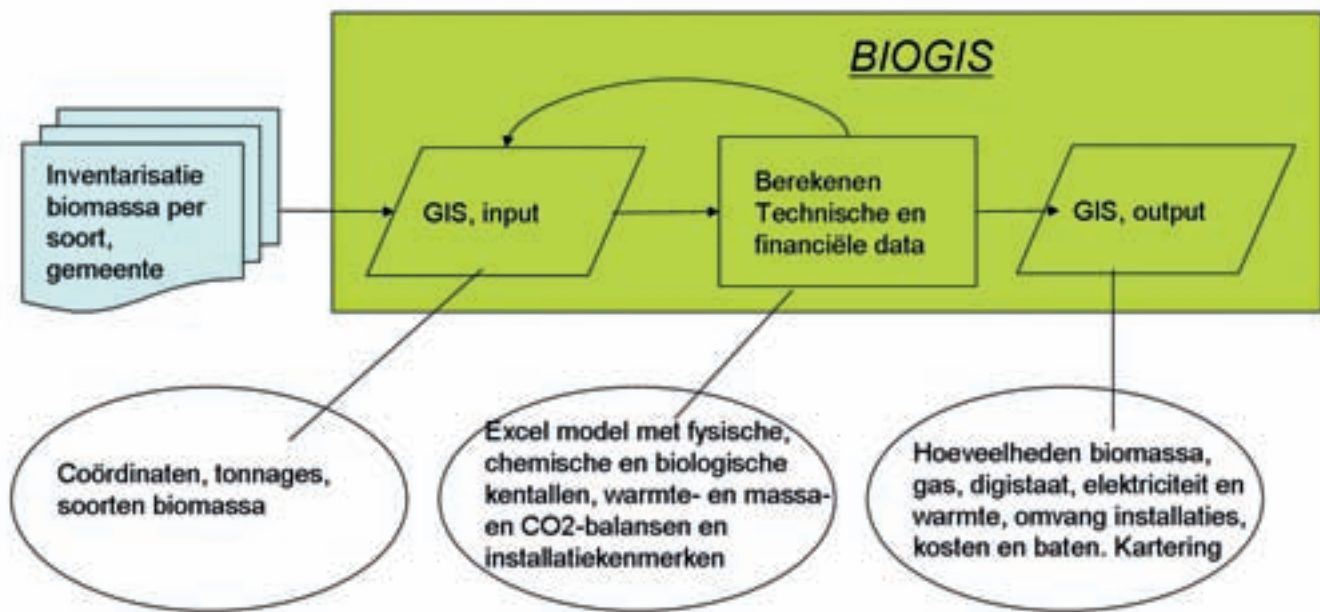 BIOGIS
Inventarisatie
biomassa per
soort,
gemeente
GIS, input
Berekenen
Technische en
financiële data
GIS, output
Coördinaten, tonnages,
soorten biomassa
Excel model met fysische,
chemische en biologische
kentallen, warmte- en massa-
en CO2-balansen en
installatiekenmerken
Hoeveelheden biomassa,
gas, digistaat, elektriciteit en
warmte, omvang installaties,
kosten en baten. Kartering